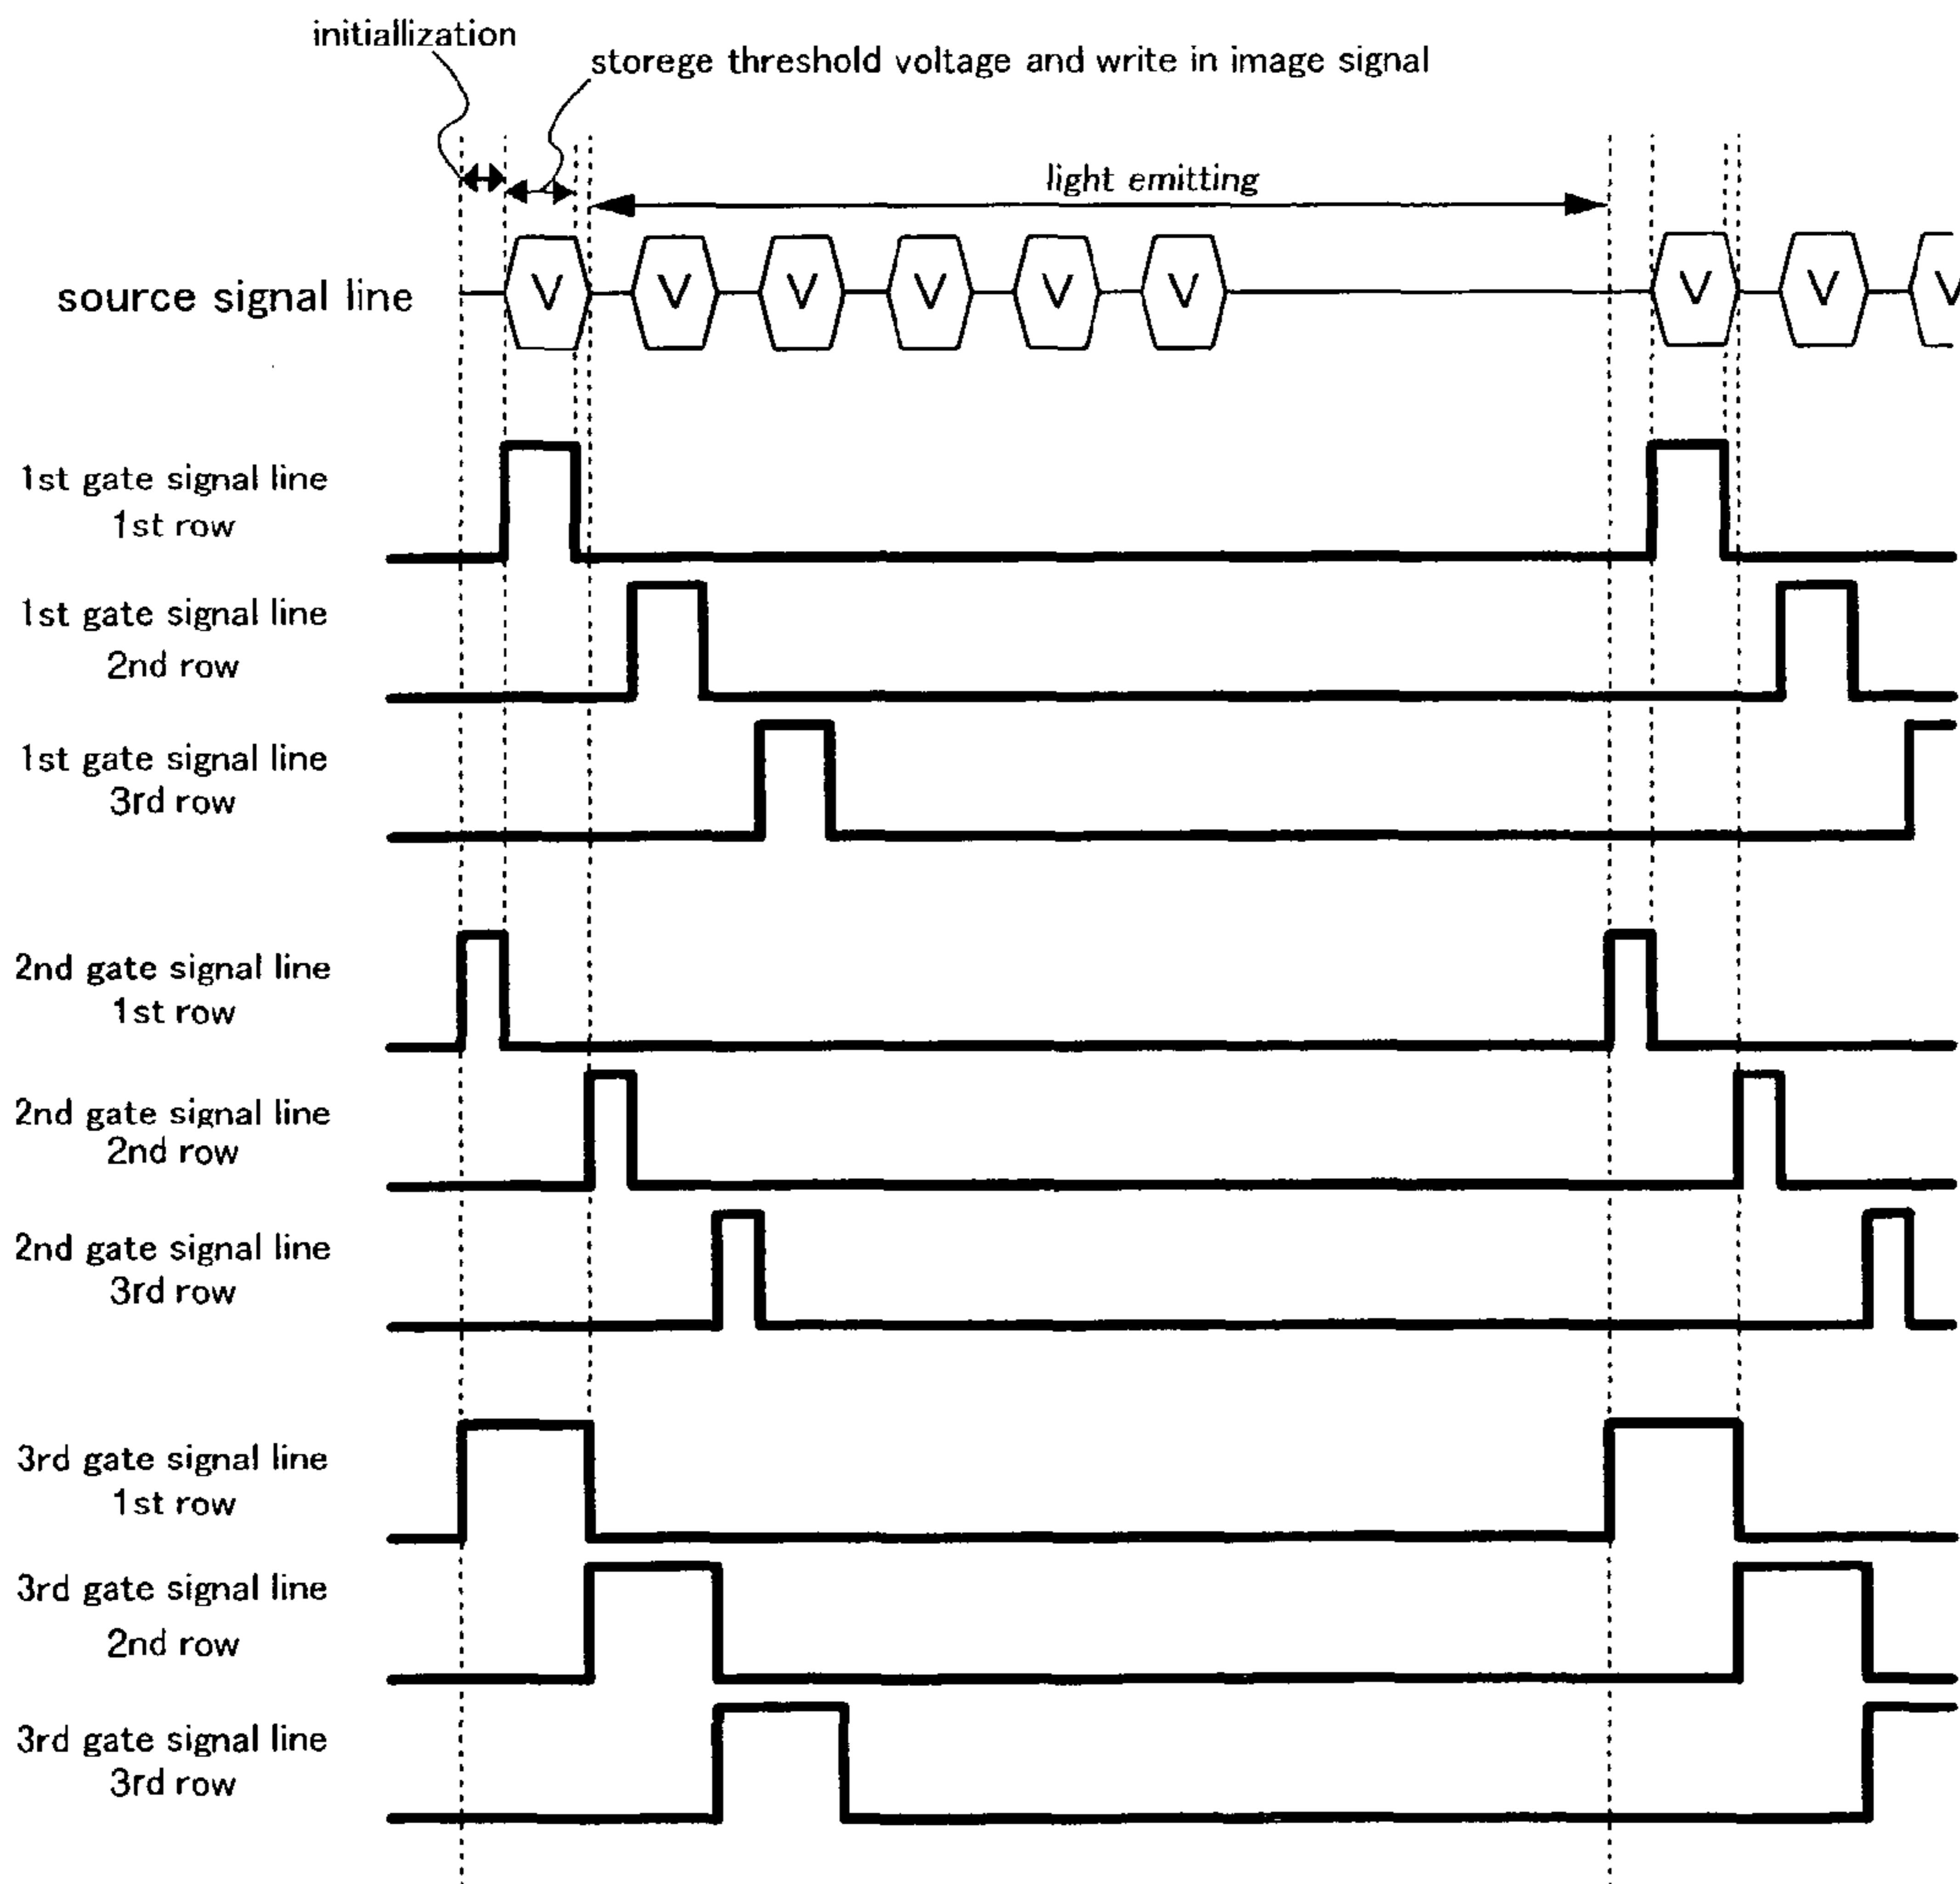 initiallization
storege threshold voltage and write in image signal
light emitting
source signal line
V V V V V V V V V
1st gate signal line
1st row
1st gate signal line
2nd row
1st gate signal line
3rd row
2nd gate signal line
1st row
2nd gate signal line
2nd row
2nd gate signal line
3rd row
3rd gate signal line
1st row
3rd gate signal line
2nd row
3rd gate signal line
3rd row